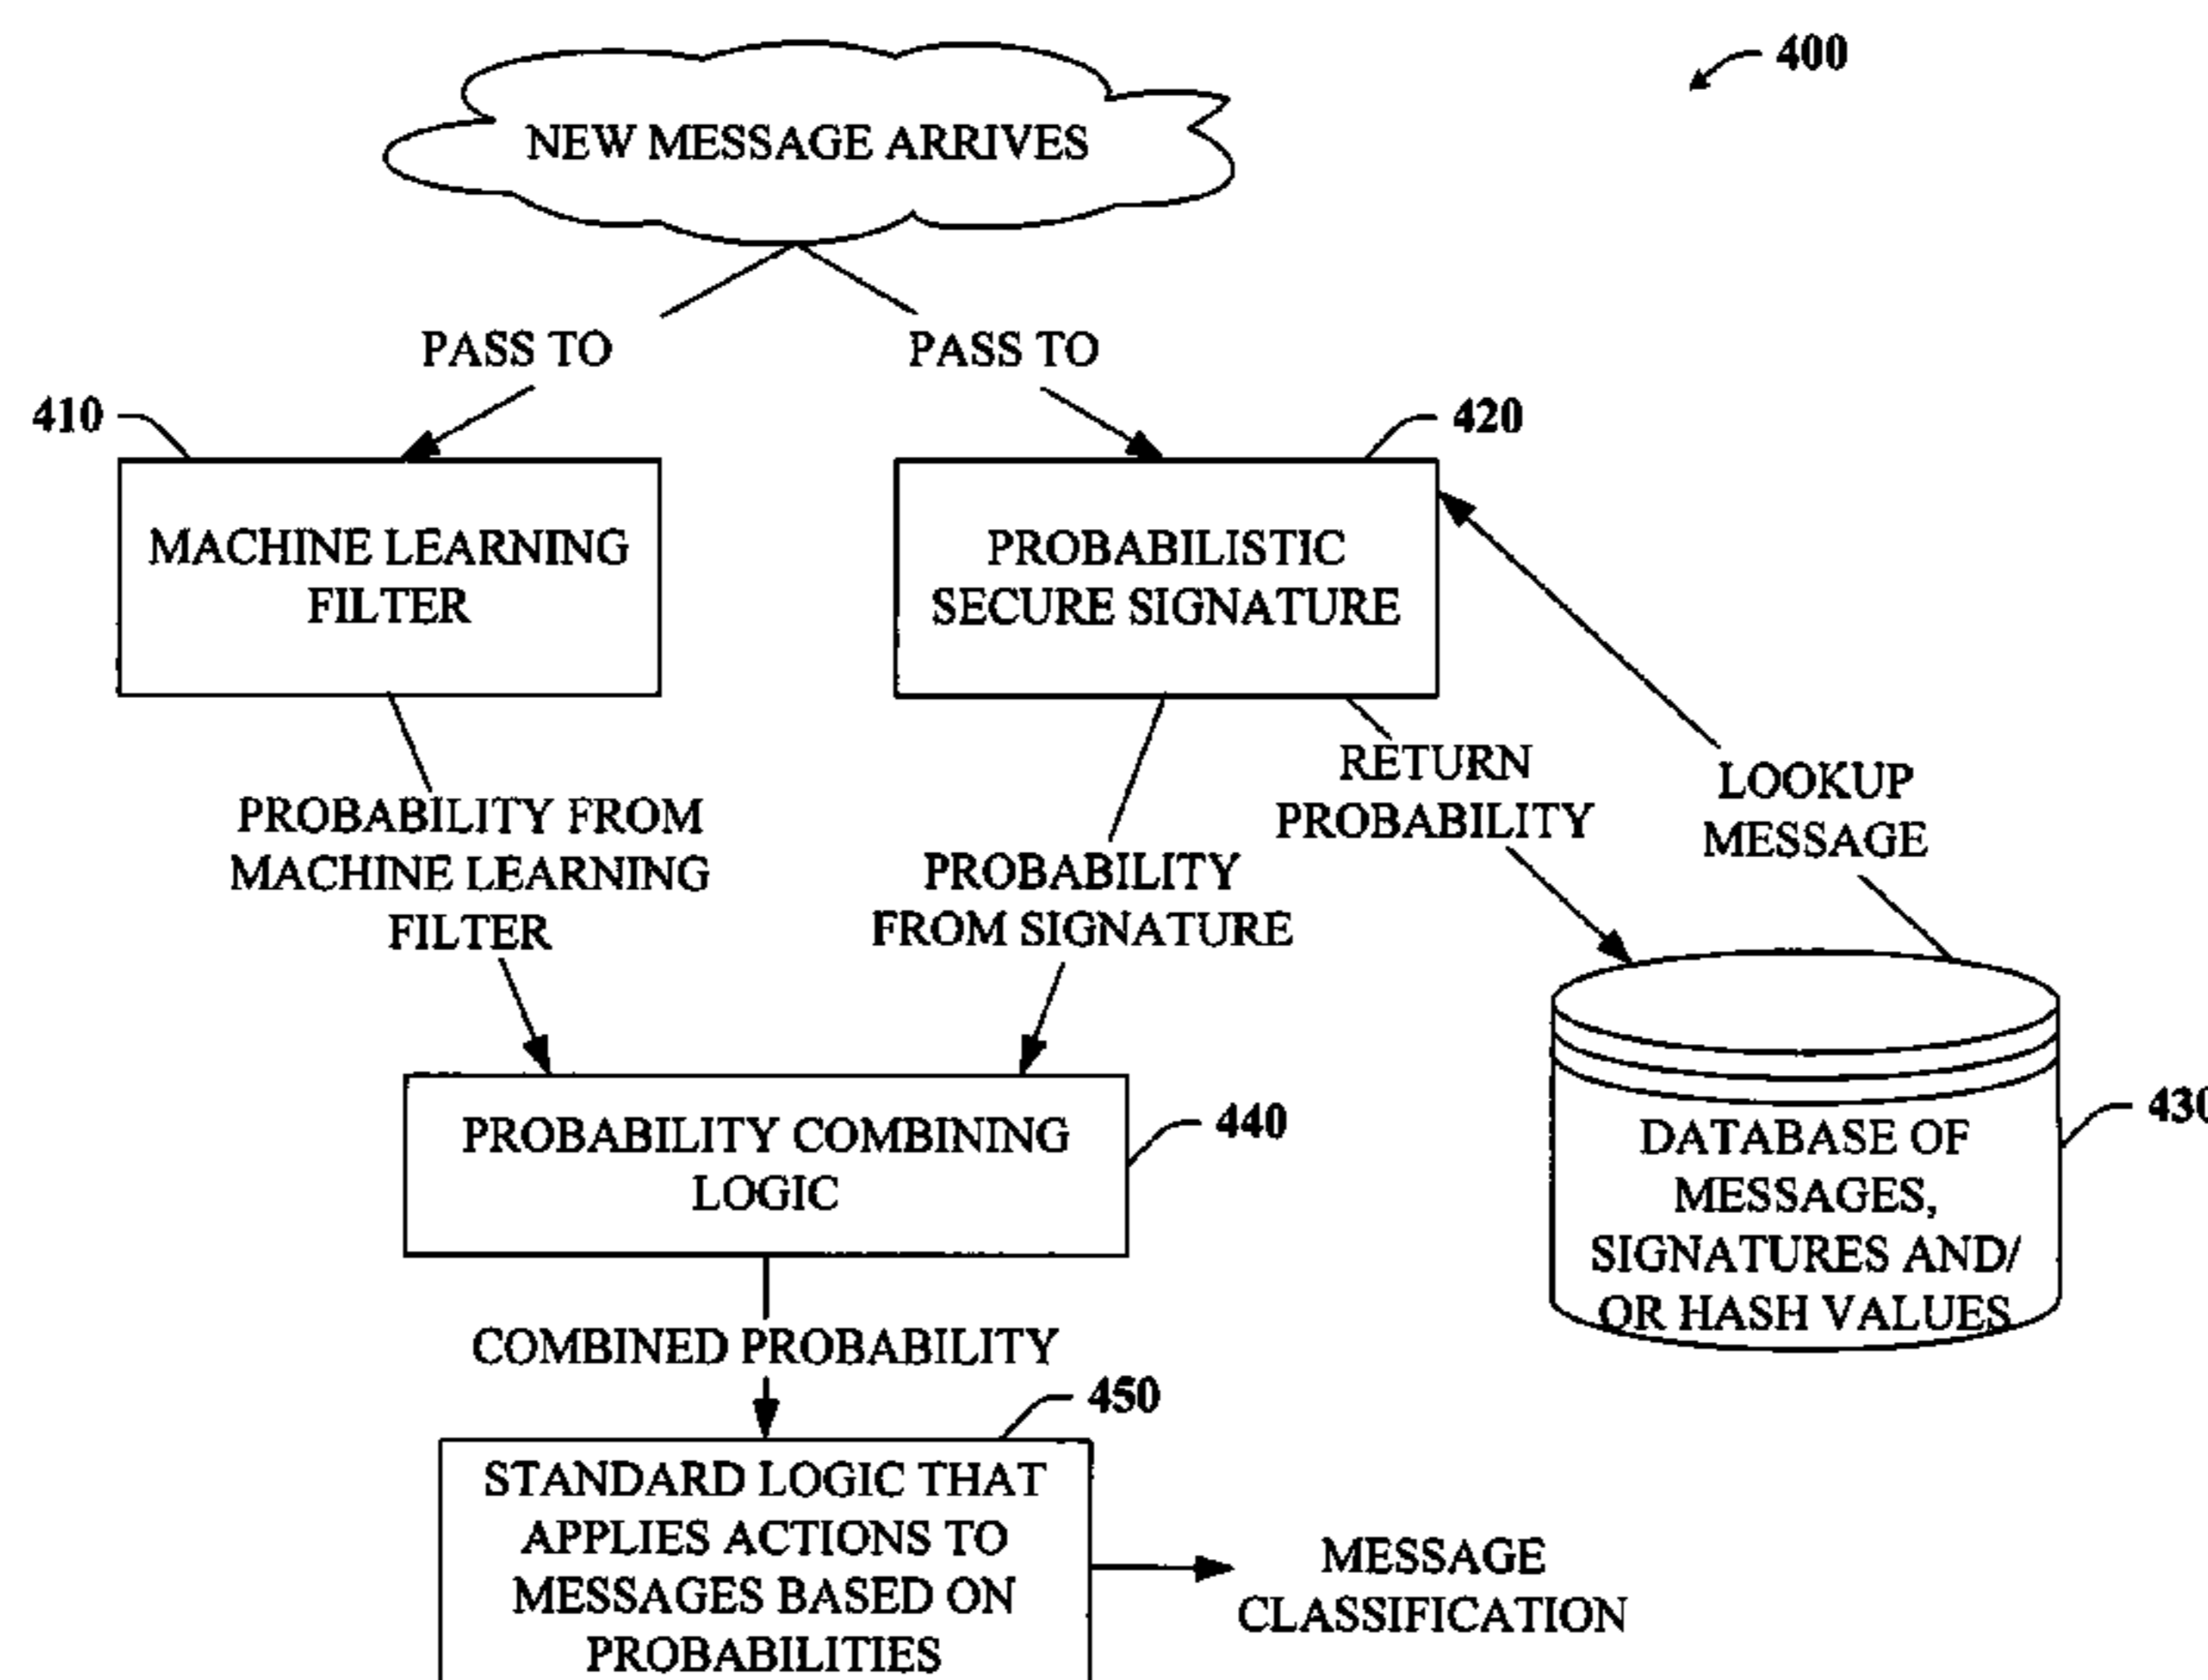 400
NEW MESSAGE ARRIVES
PASS TO
PASS TO
410
420
MACHINE LEARNING
FILTER
PROBABILISTIC
SECURE SIGNATURE
RETURN
PROBABILITY
LOOKUP
MESSAGE
PROBABILITY FROM
MACHINE LEARNING
FILTER
PROBABILITY
FROM SIGNATURE
440
430
PROBABILITY COMBINING
LOGIC
DATABASE OF
MESSAGES,
SIGNATURES AND/
OR HASH VALUES
COMBINED PROBABILITY
450
STANDARD LOGIC THAT
APPLIES ACTIONS TO
MESSAGES BASED ON
PROBABILITIES
MESSAGE
CLASSIFICATION